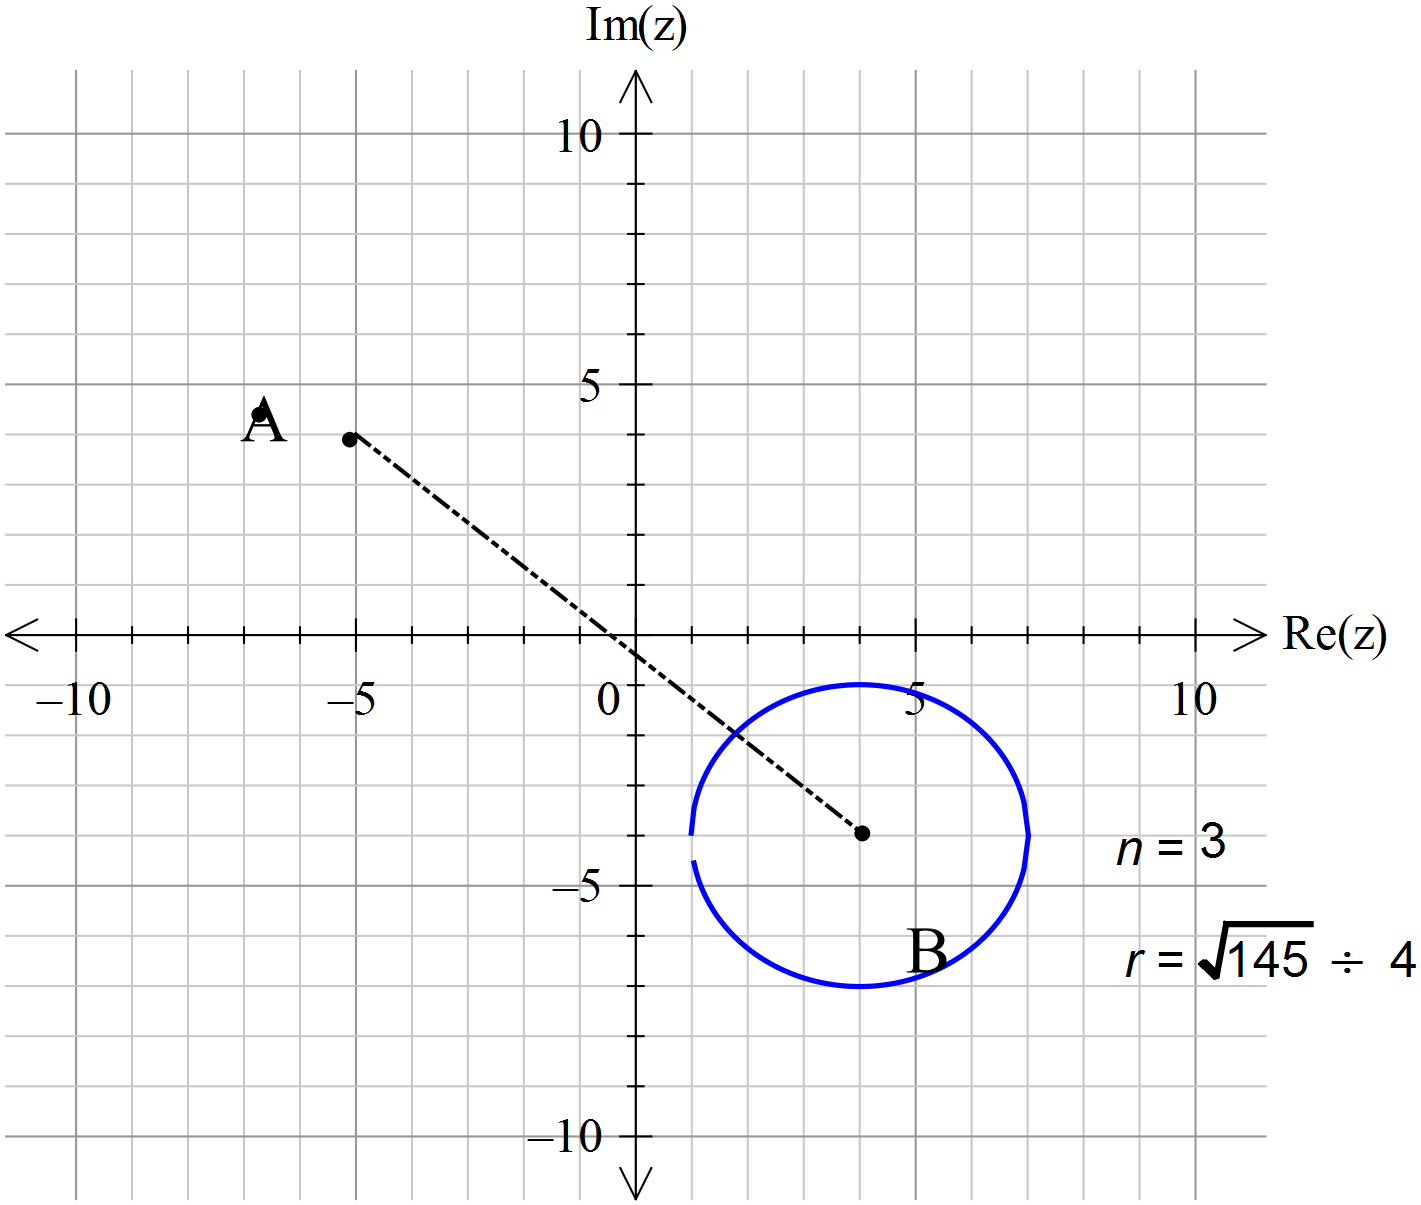 Im(z)
10
5
A
Re(z)
–10 –5 0 5 10
n = 3
–5
B
r = √145 ÷ 4
–10